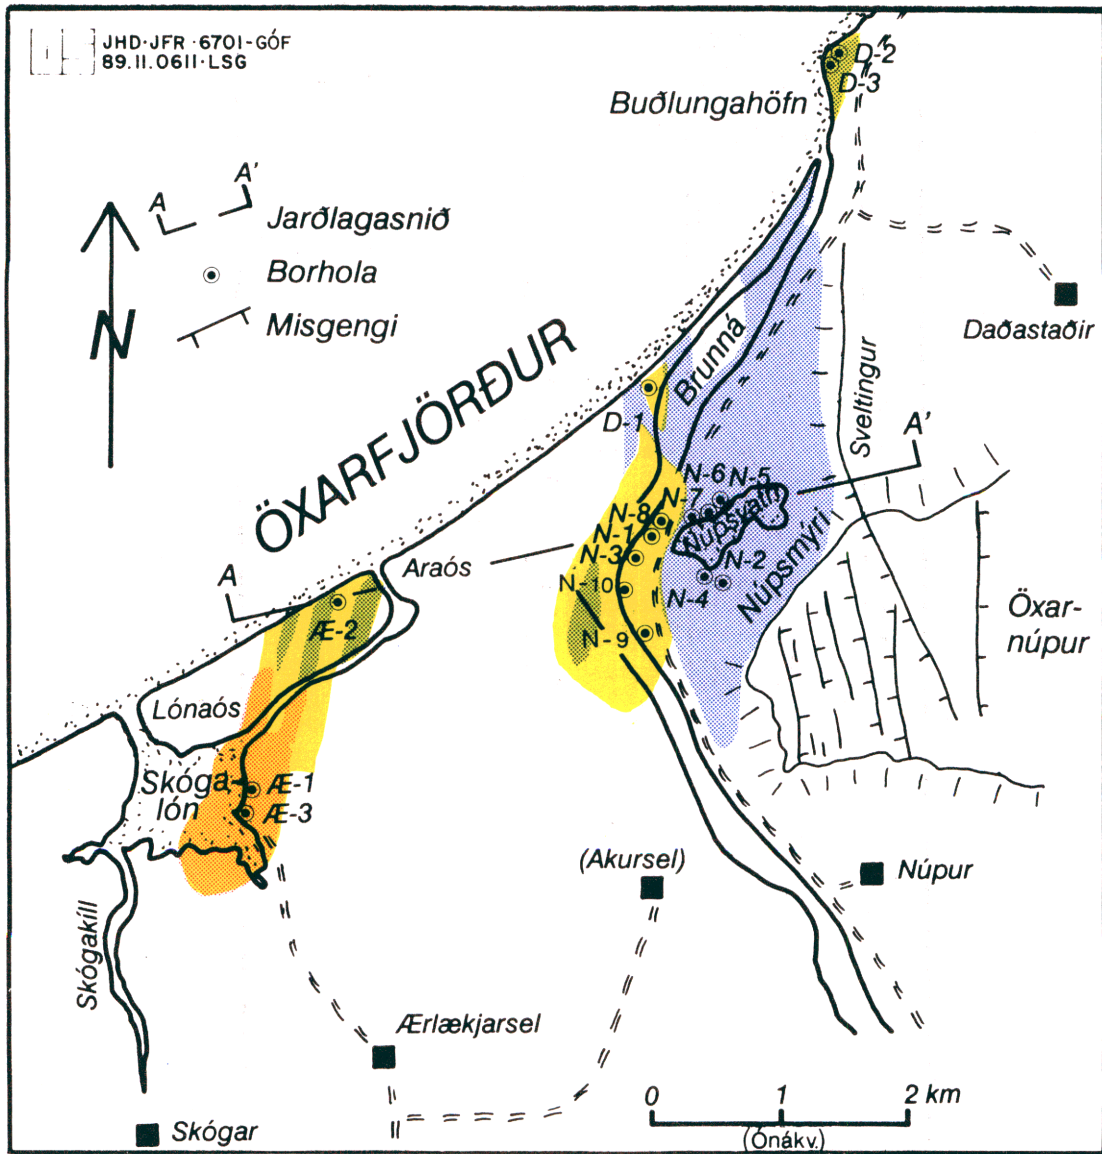 JHD·JFR·6701-GÓF
89.11.0611·LSG
D-2
D-3
Buðlungahöfn
A A'
Jarðlagasnið
Borhola
Misgengi
N
Daðastaðir
ÖXARFJÖRÐUR
Brunná
Sveltingur
D-1
A'
N-6 N-5
N-7
N-8
N-1
Núpsvatn
N-3
N-2
N-10
N-4
N-9
Núpsmýri
Öxar-
núpur
Araós
A
Æ-2
Lónaós
Skóga
lón
Æ-1
Æ-3
(Akursel)
Núpur
Skógakíll
Ærlækjarsel
Skógar
0 1 2 km
(Ónákv.)